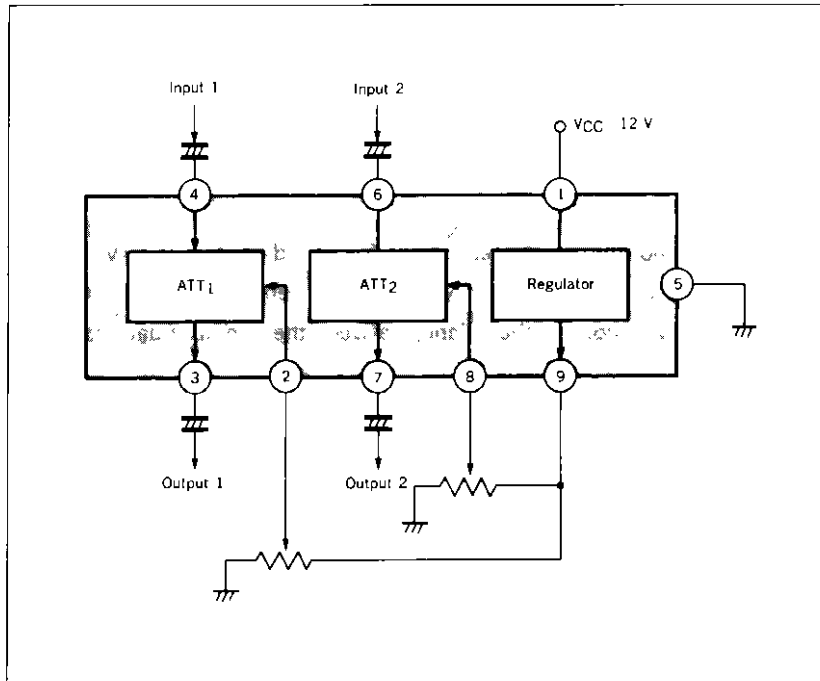 Input 1
Input 2
VCC 12 V
4
6
1
ATT1
ATT2
Regulator
5
3
2
7
8
9
Output 1
Output 2